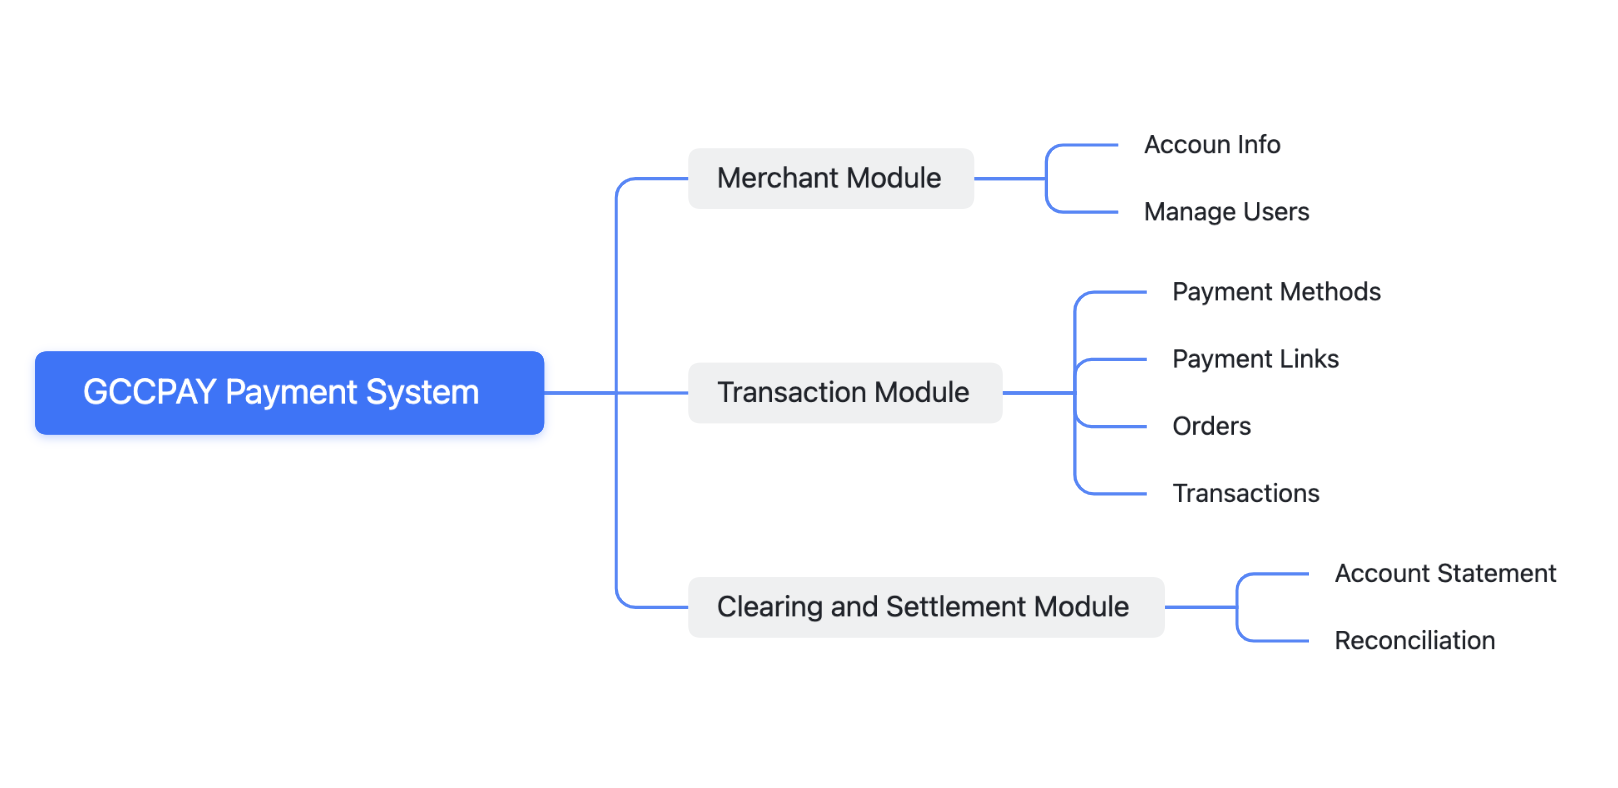 GCCPAY Payment System
Merchant Module
Accoun Info
Manage Users
Transaction Module
Payment Methods
Payment Links
Orders
Transactions
Clearing and Settlement Module
Account Statement
Reconciliation